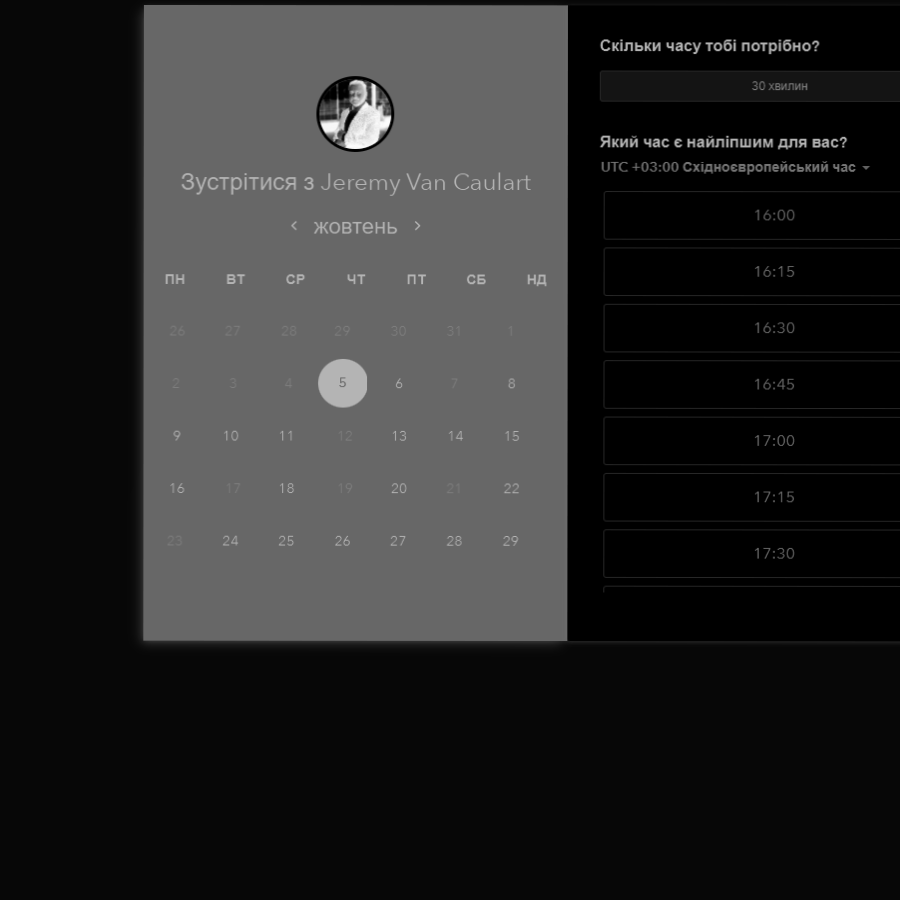 Зустрітися з Jeremy Van Caulart
жовтень
ПН ВТ СР ЧТ ПТ СБ НД
26 27 28 29 30 31 1
2 3 4 5 6 7 8
9 10 11 12 13 14 15
16 17 18 19 20 21 22
23 24 25 26 27 28 29
Скільки часу тобі потрібно?
30 хвилин
Який час є найліпшим для вас?
UTC +03:00 Східноєвропейський час
16:00
16:15
16:30
16:45
17:00
17:15
17:30